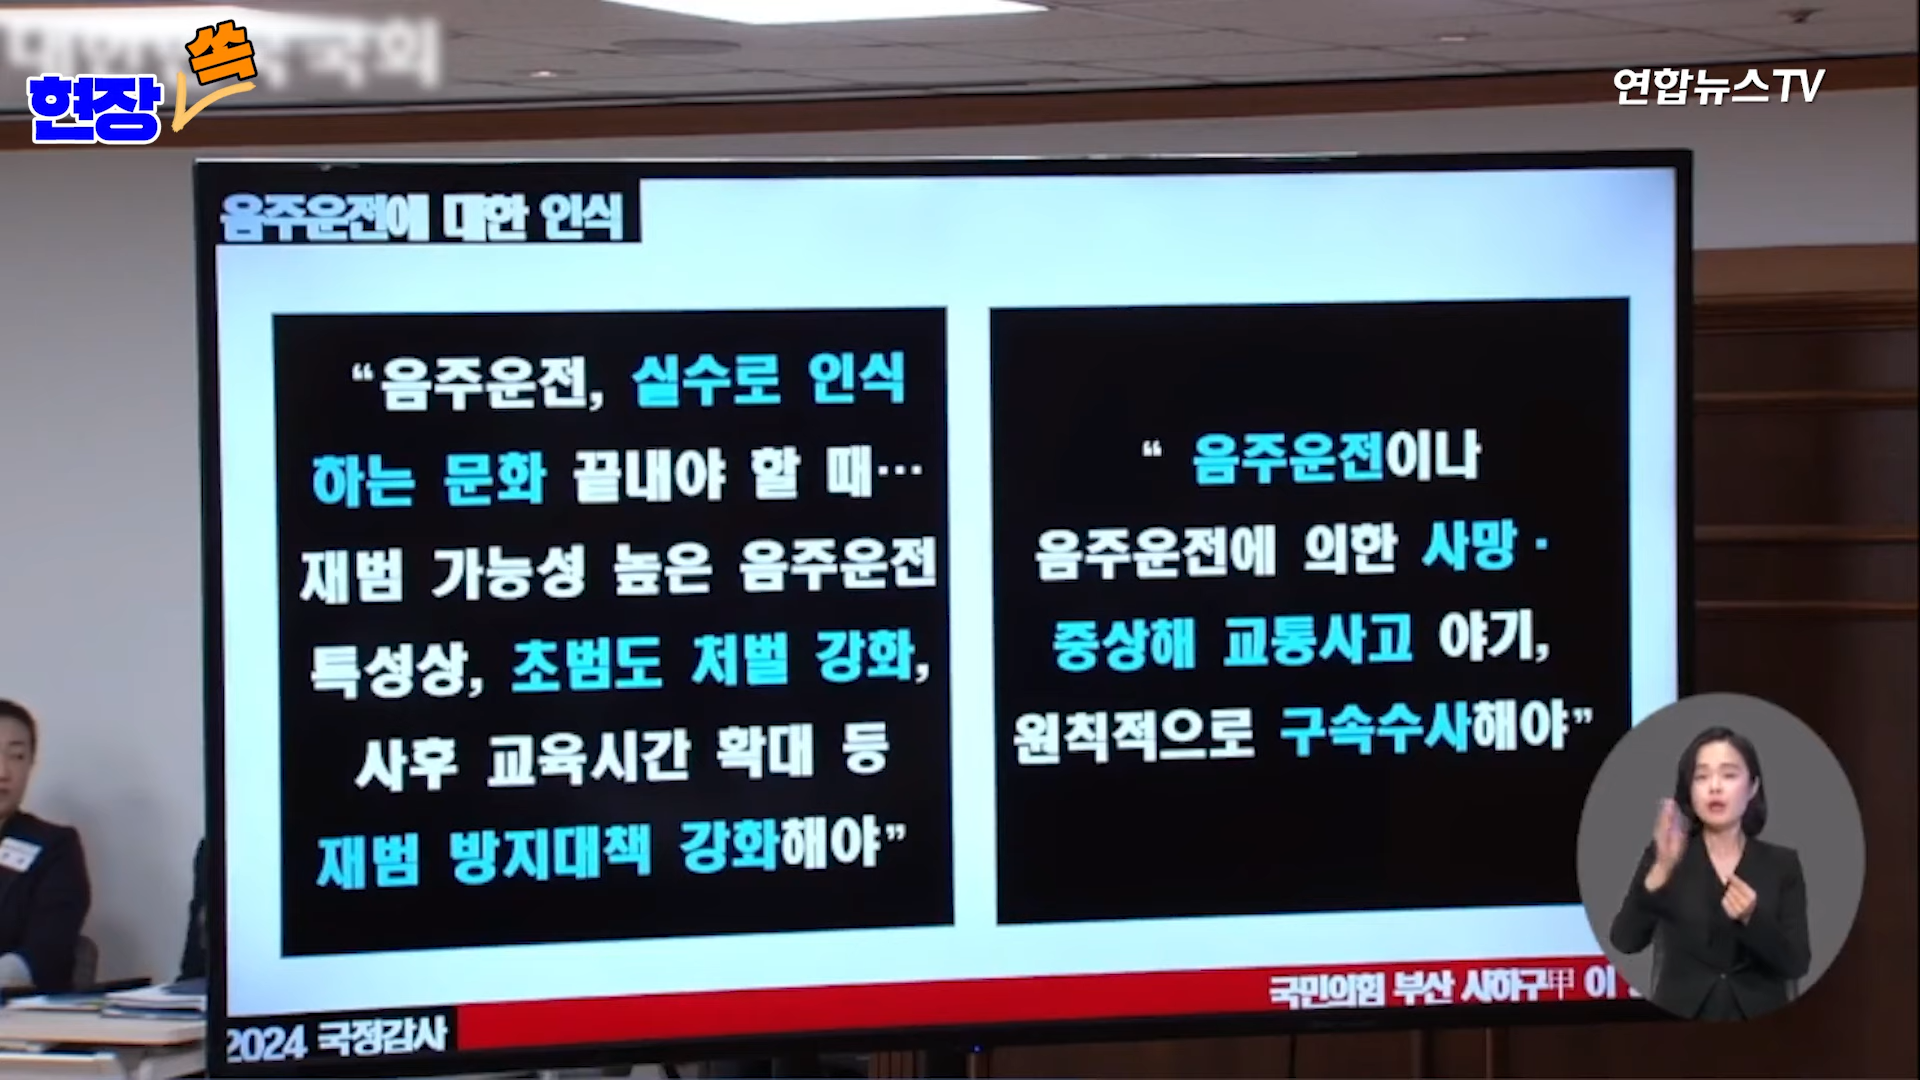 현장 쏙
연합뉴스TV
음주운전에 대한 인식
“음주운전, 실수로 인식
하는 문화 끝내야 할 때…
재범 가능성 높은 음주운전
특성상, 초범도 처벌 강화,
사후 교육시간 확대 등
재범 방지대책 강화해야”
“ 음주운전이나
음주운전에 의한 사망·
중상해 교통사고 야기,
원칙적으로 구속수사해야”
국민의힘 부산 사하구甲 이
2024 국정감사